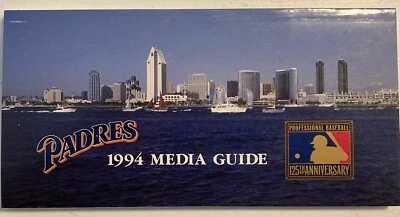 PADRES
1994 MEDIA GUIDE
PROFESSIONAL BASEBALL
125TH ANNIVERSARY